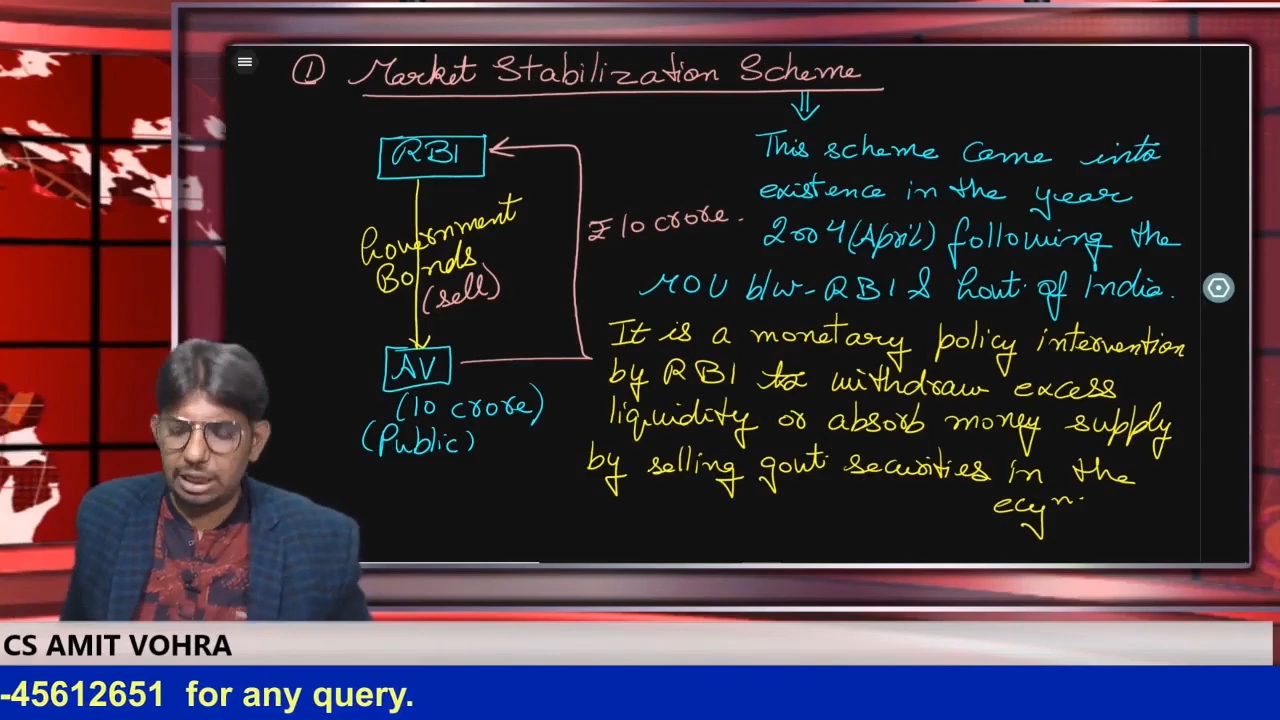 ① Market Stabilization Scheme
RBI
Government
Bonds
(sell)
AV
(10 crore)
(Public)
₹10 crore.
This scheme came into
existence in the year
2004 (April) following the
MOU b/w RBI & Govt. of India.
It is a monetary policy intervention
by RBI to withdraw excess
liquidity or absorb money supply
by selling govt. securities in the
ecyn.
CS AMIT VOHRA
-45612651 for any query.